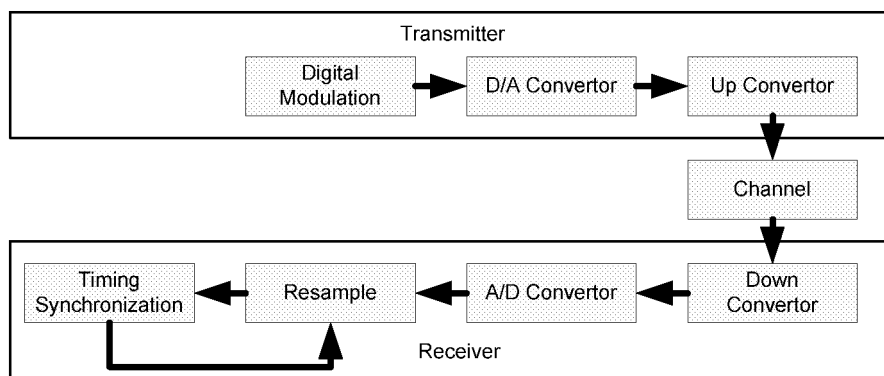 Transmitter
Digital
Modulation
D/A Convertor
Up Convertor
Channel
Timing
Synchronization
Resample
A/D Convertor
Down
Convertor
Receiver